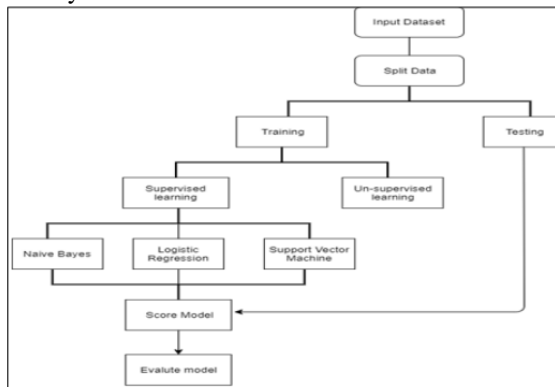 Input Dataset
Split Data
Training
Testing
Supervised
learning
Un-supervised
learning
Naive Bayes
Logistic
Regression
Support Vector
Machine
Score Model
Evalute model